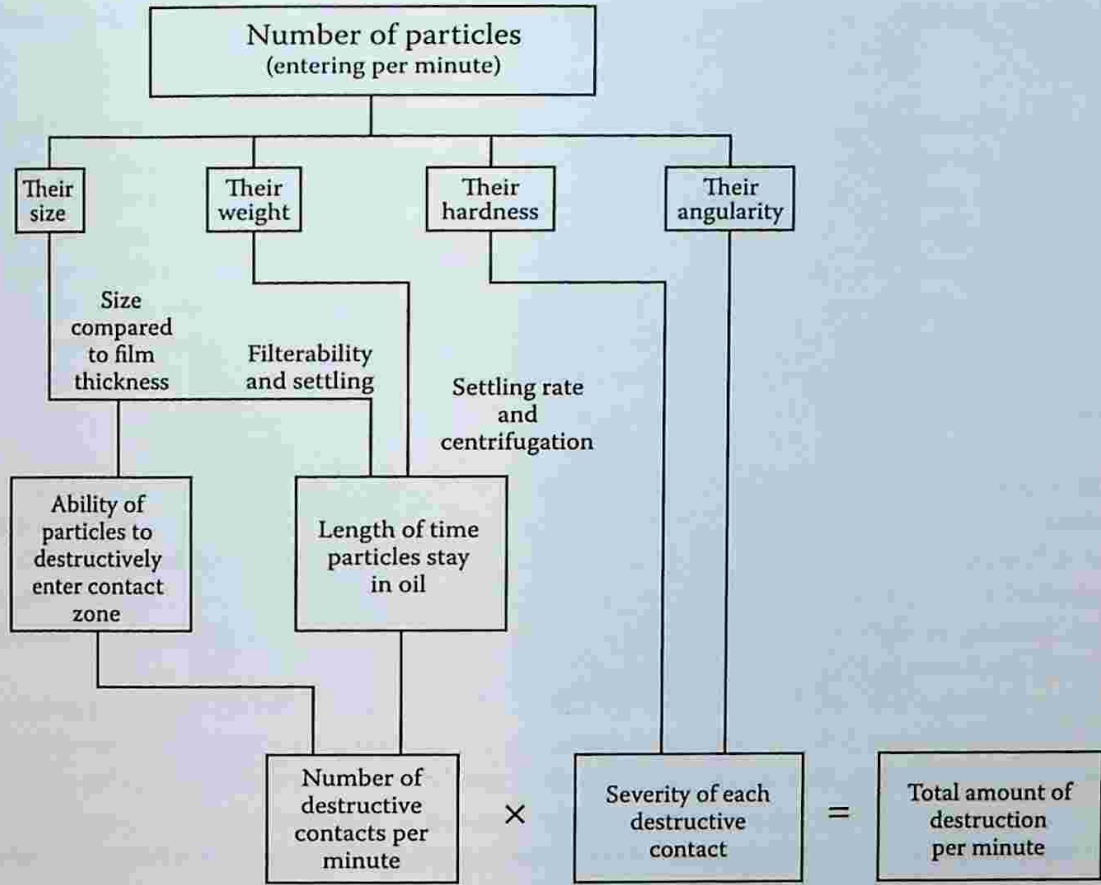 Number of particles
(entering per minute)
Their
size
Their
weight
Their
hardness
Their
angularity
Size
compared
to film
thickness
Filterability
and settling
Settling rate
and
centrifugation
Ability of
particles to
destructively
enter contact
zone
Length of time
particles stay
in oil
Number of
destructive
contacts per
minute
×
Severity of each
destructive
contact
=
Total amount of
destruction
per minute